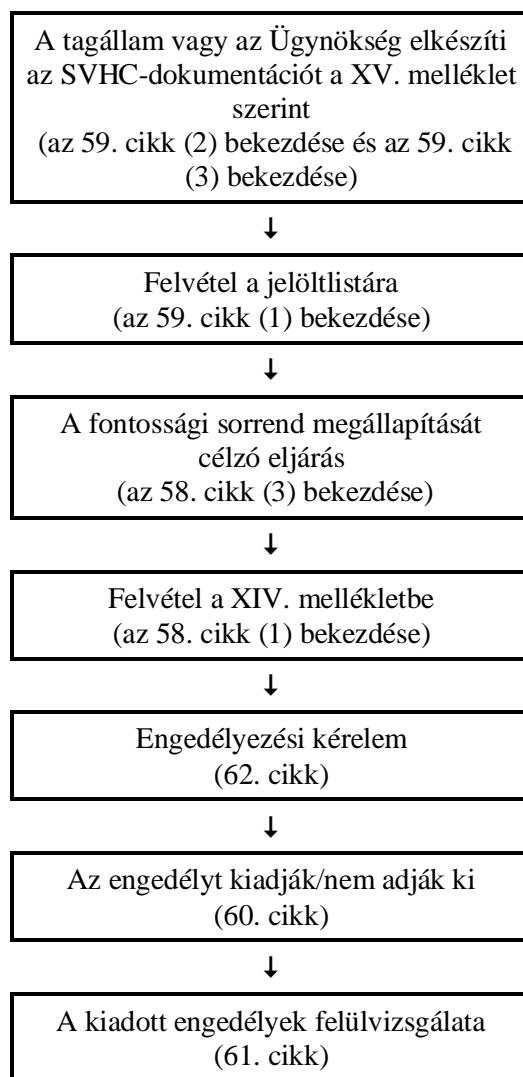 A tagállam vagy az Ügynökség elkészíti
az SVHC-dokumentációt a XV. melléklet
szerint
(az 59. cikk (2) bekezdése és az 59. cikk
(3) bekezdése)
↓
Felvétel a jelöltlistára
(az 59. cikk (1) bekezdése)
↓
A fontossági sorrend megállapítását
célzó eljárás
(az 58. cikk (3) bekezdése)
↓
Felvétel a XIV. mellékletbe
(az 58. cikk (1) bekezdése)
↓
Engedélyezési kérelem
(62. cikk)
↓
Az engedélyt kiadják/nem adják ki
(60. cikk)
↓
A kiadott engedélyek felülvizsgálata
(61. cikk)